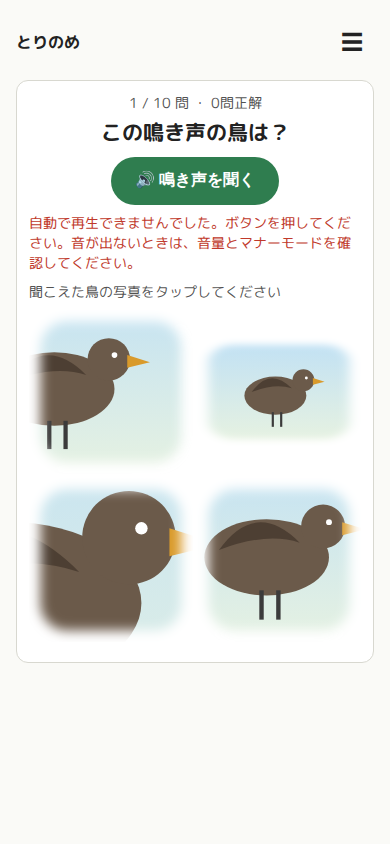 とりのめ
1 / 10 問 · 0問正解
この鳴き声の鳥は？
🔊 鳴き声を聞く
自動で再生できませんでした。ボタンを押してくだ
さい。音が出ないときは、音量とマナーモードを確
認してください。
聞こえた鳥の写真をタップしてください